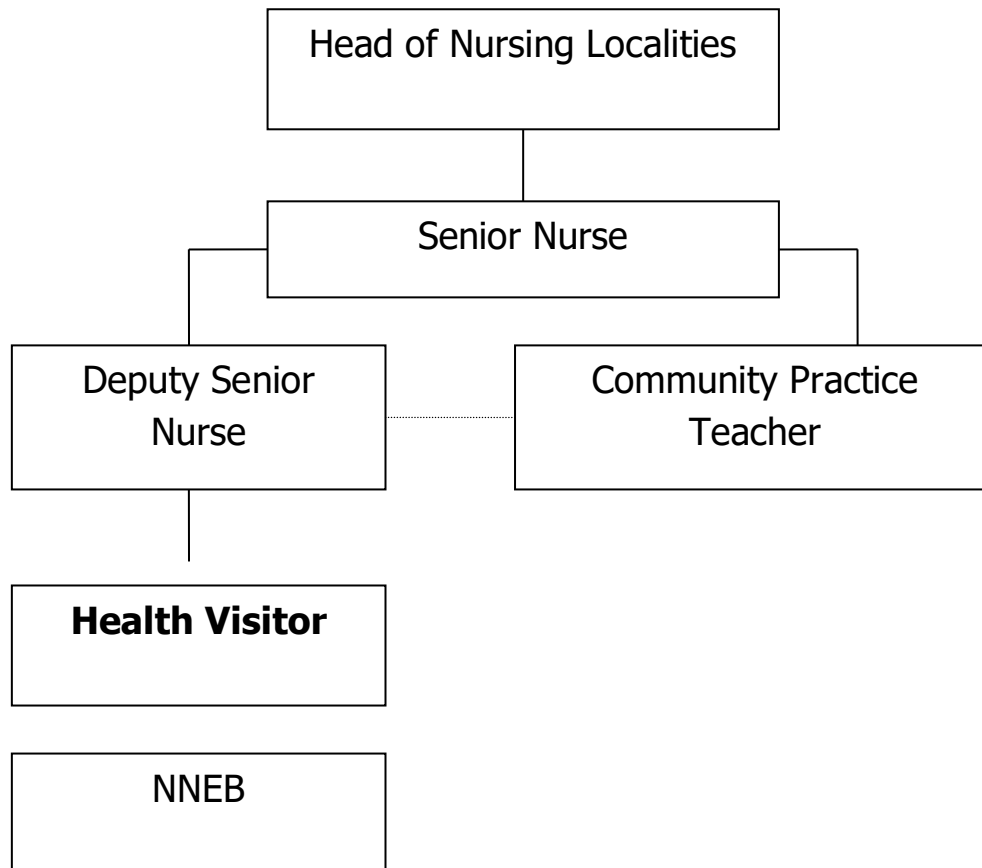 Head of Nursing Localities
Senior Nurse
Deputy Senior
Nurse
Community Practice
Teacher
Health Visitor
NNEB